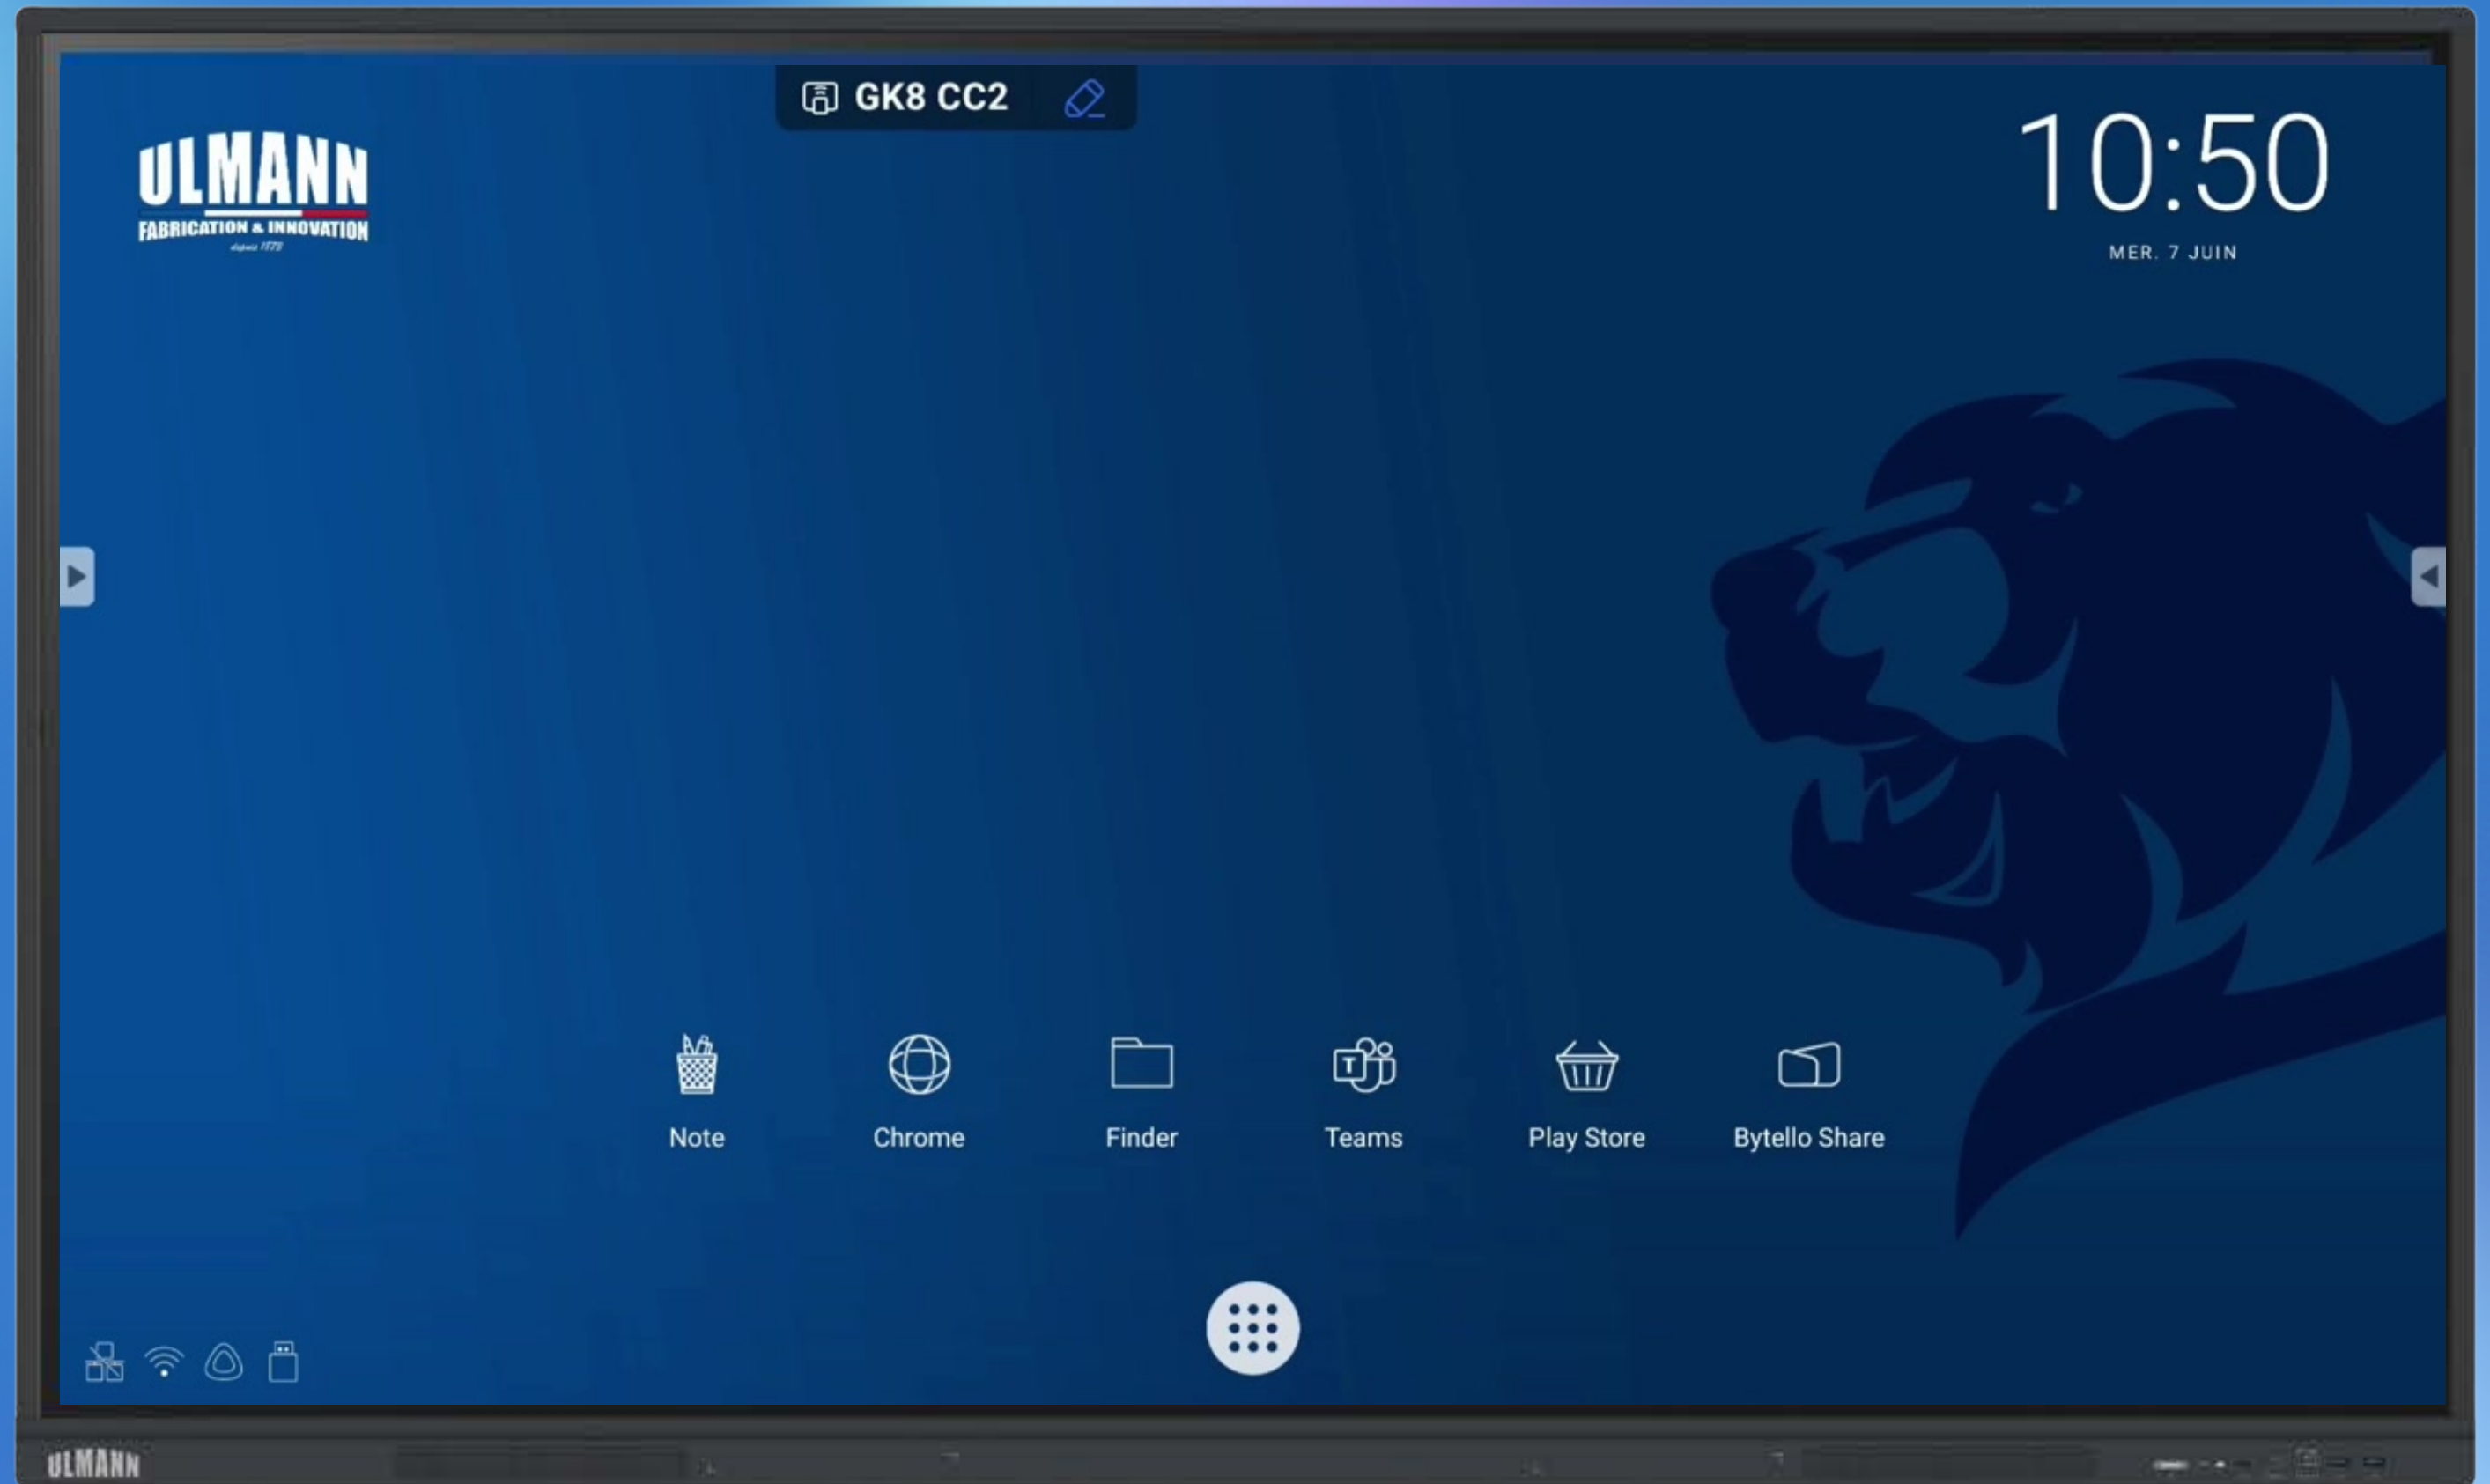 GK8 CC2
ULMANN
FABRICATION & INNOVATION
10:50
MER. 7 JUIN
T
Note
Chrome
Finder
Teams
Play Store
Bytello Share
ULMANN